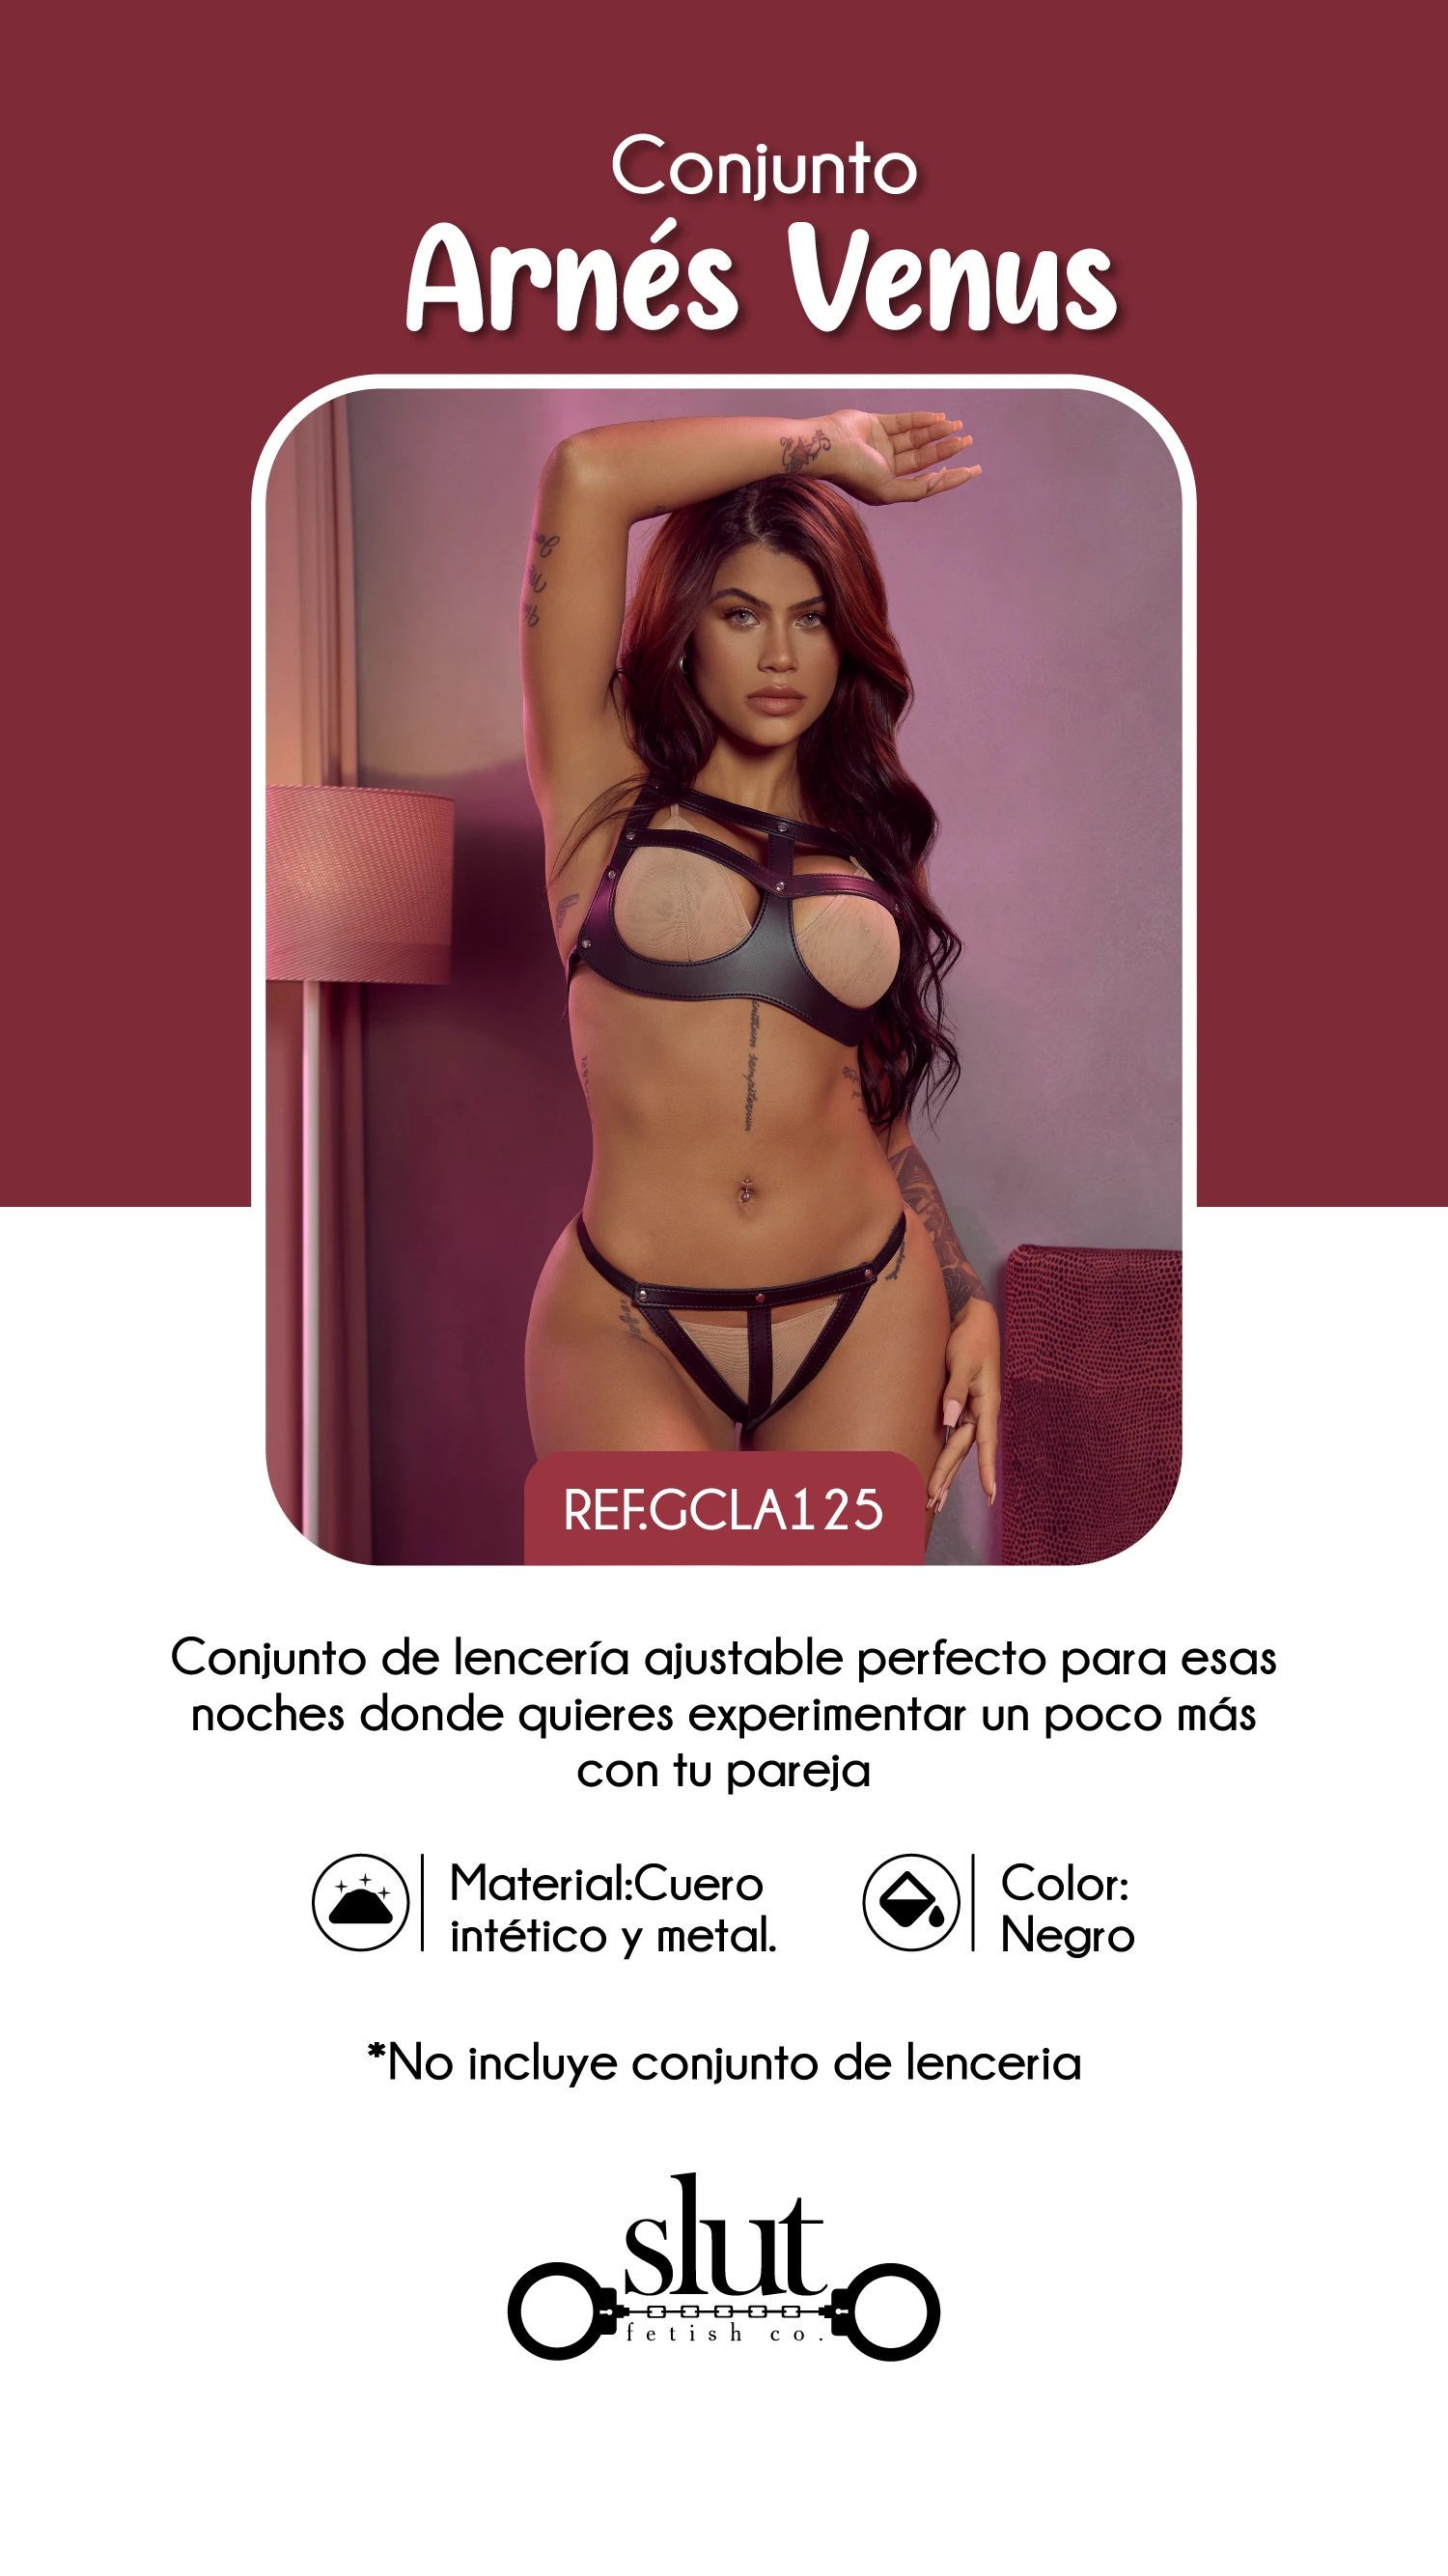 Conjunto
Arnés Venus
REF.GCLA125
Conjunto de lencería ajustable perfecto para esas
noches donde quieres experimentar un poco más
con tu pareja
Material:Cuero
intético y metal.
Color:
Negro
*No incluye conjunto de lenceria
slut
fetish co.